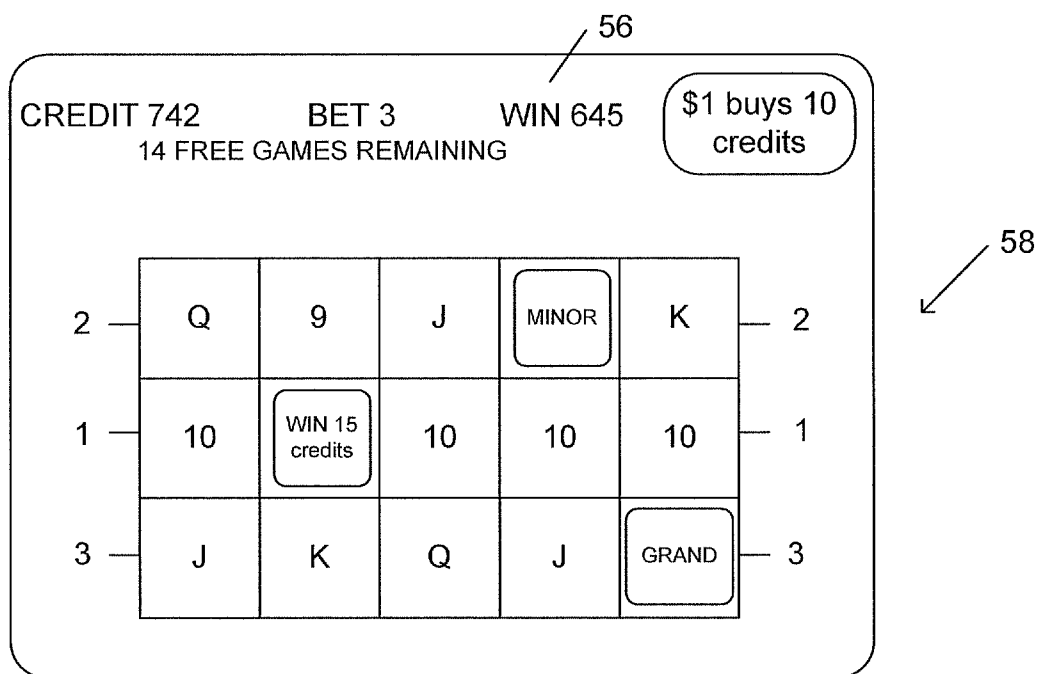 56
CREDIT 742 BET 3 WIN 645 $1 buys 10 credits
14 FREE GAMES REMAINING
58
2 Q 9 J MINOR K 2
1 10 WIN 15 credits 10 10 10 1
3 J K Q J GRAND 3